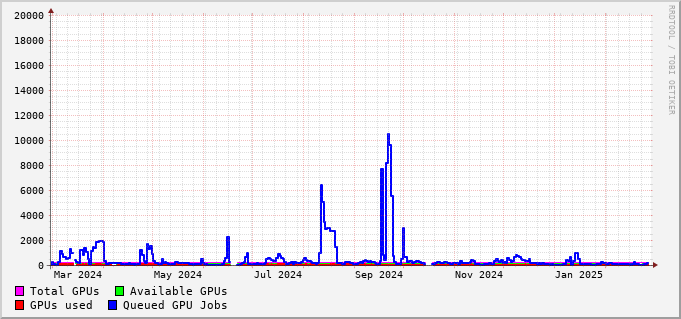 20000
18000
16000
14000
12000
10000
8000
6000
4000
2000
0
Mar 2024 May 2024 Jul 2024 Sep 2024 Nov 2024 Jan 2025
Total GPUs Available GPUs
GPUs used Queued GPU Jobs
RRDTOOL / TOBI OETIKER